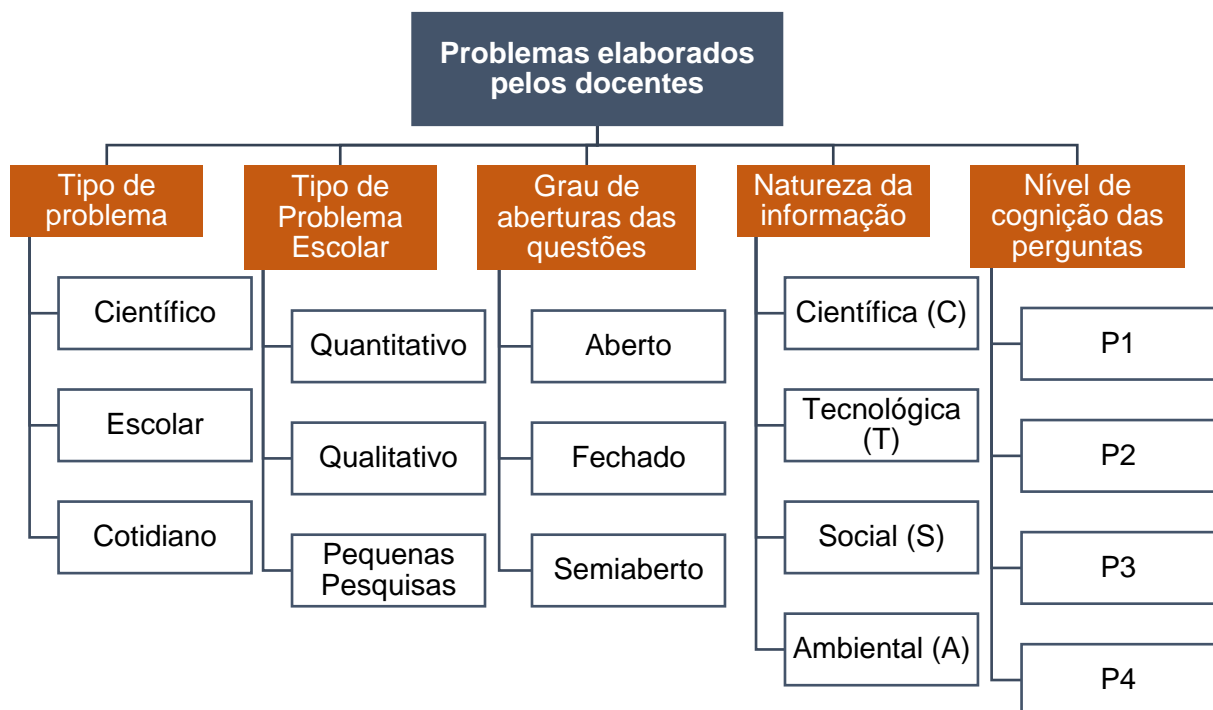 Problemas elaborados
pelos docentes
Tipo de
problema
Científico
Escolar
Cotidiano
Tipo de
Problema
Escolar
Quantitativo
Qualitativo
Pequenas
Pesquisas
Grau de
aberturas das
questões
Aberto
Fechado
Semiaberto
Natureza da
informação
Científica (C)
Tecnológica
(T)
Social (S)
Ambiental (A)
Nível de
cognição das
perguntas
P1
P2
P3
P4